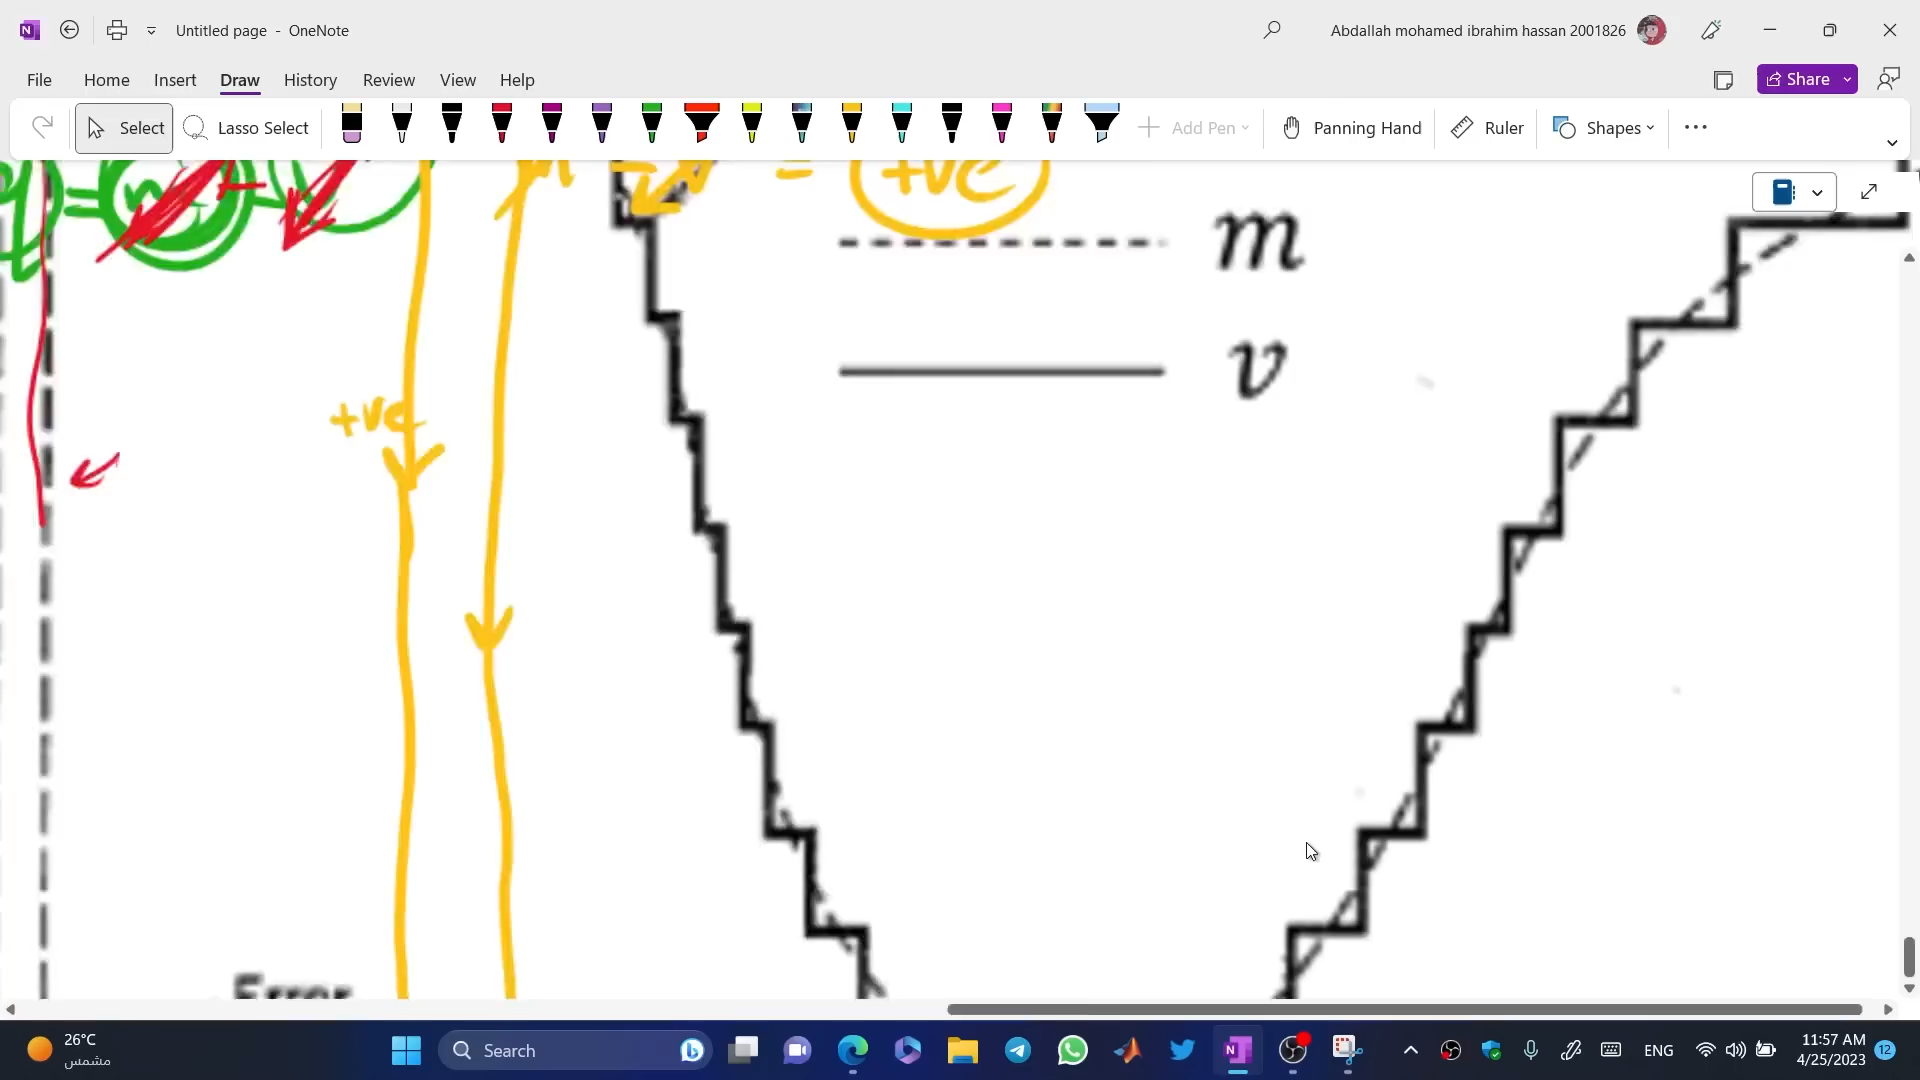 Untitled page - OneNote
Abdallah mohamed ibrahim hassan 2001826
File Home Insert Draw History Review View Help
Share
Select
Lasso Select
Add Pen
Panning Hand
Ruler
Shapes
= +ve
m
v
+ve
Error
26°C
مشمس
Search
ENG
11:57 AM
4/25/2023
12